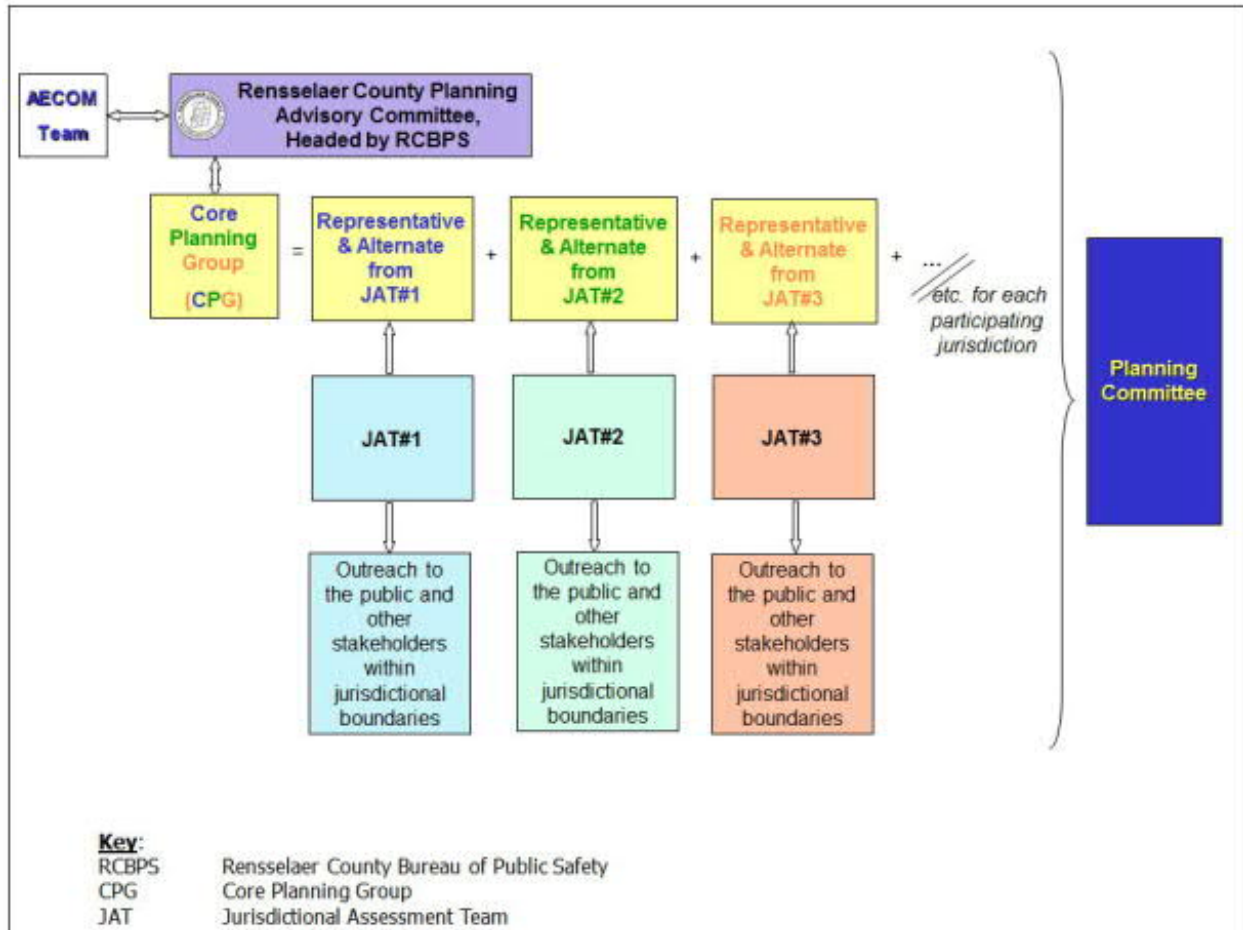 AECOM
Team
Rensselaer County Planning
Advisory Committee,
Headed by RCBPS
Core
Planning
Group
(CPG)
=
Representative
& Alternate
from
JAT#1
+
Representative
& Alternate
from
JAT#2
+
Representative
& Alternate
from
JAT#3
+
...
etc. for each
participating
jurisdiction
Planning
Committee
JAT#1
JAT#2
JAT#3
Outreach to
the public and
other
stakeholders
within
jurisdictional
boundaries
Outreach to
the public and
other
stakeholders
within
jurisdictional
boundaries
Outreach to
the public and
other
stakeholders
within
jurisdictional
boundaries
Key:
RCBPS Rensselaer County Bureau of Public Safety
CPG Core Planning Group
JAT Jurisdictional Assessment Team